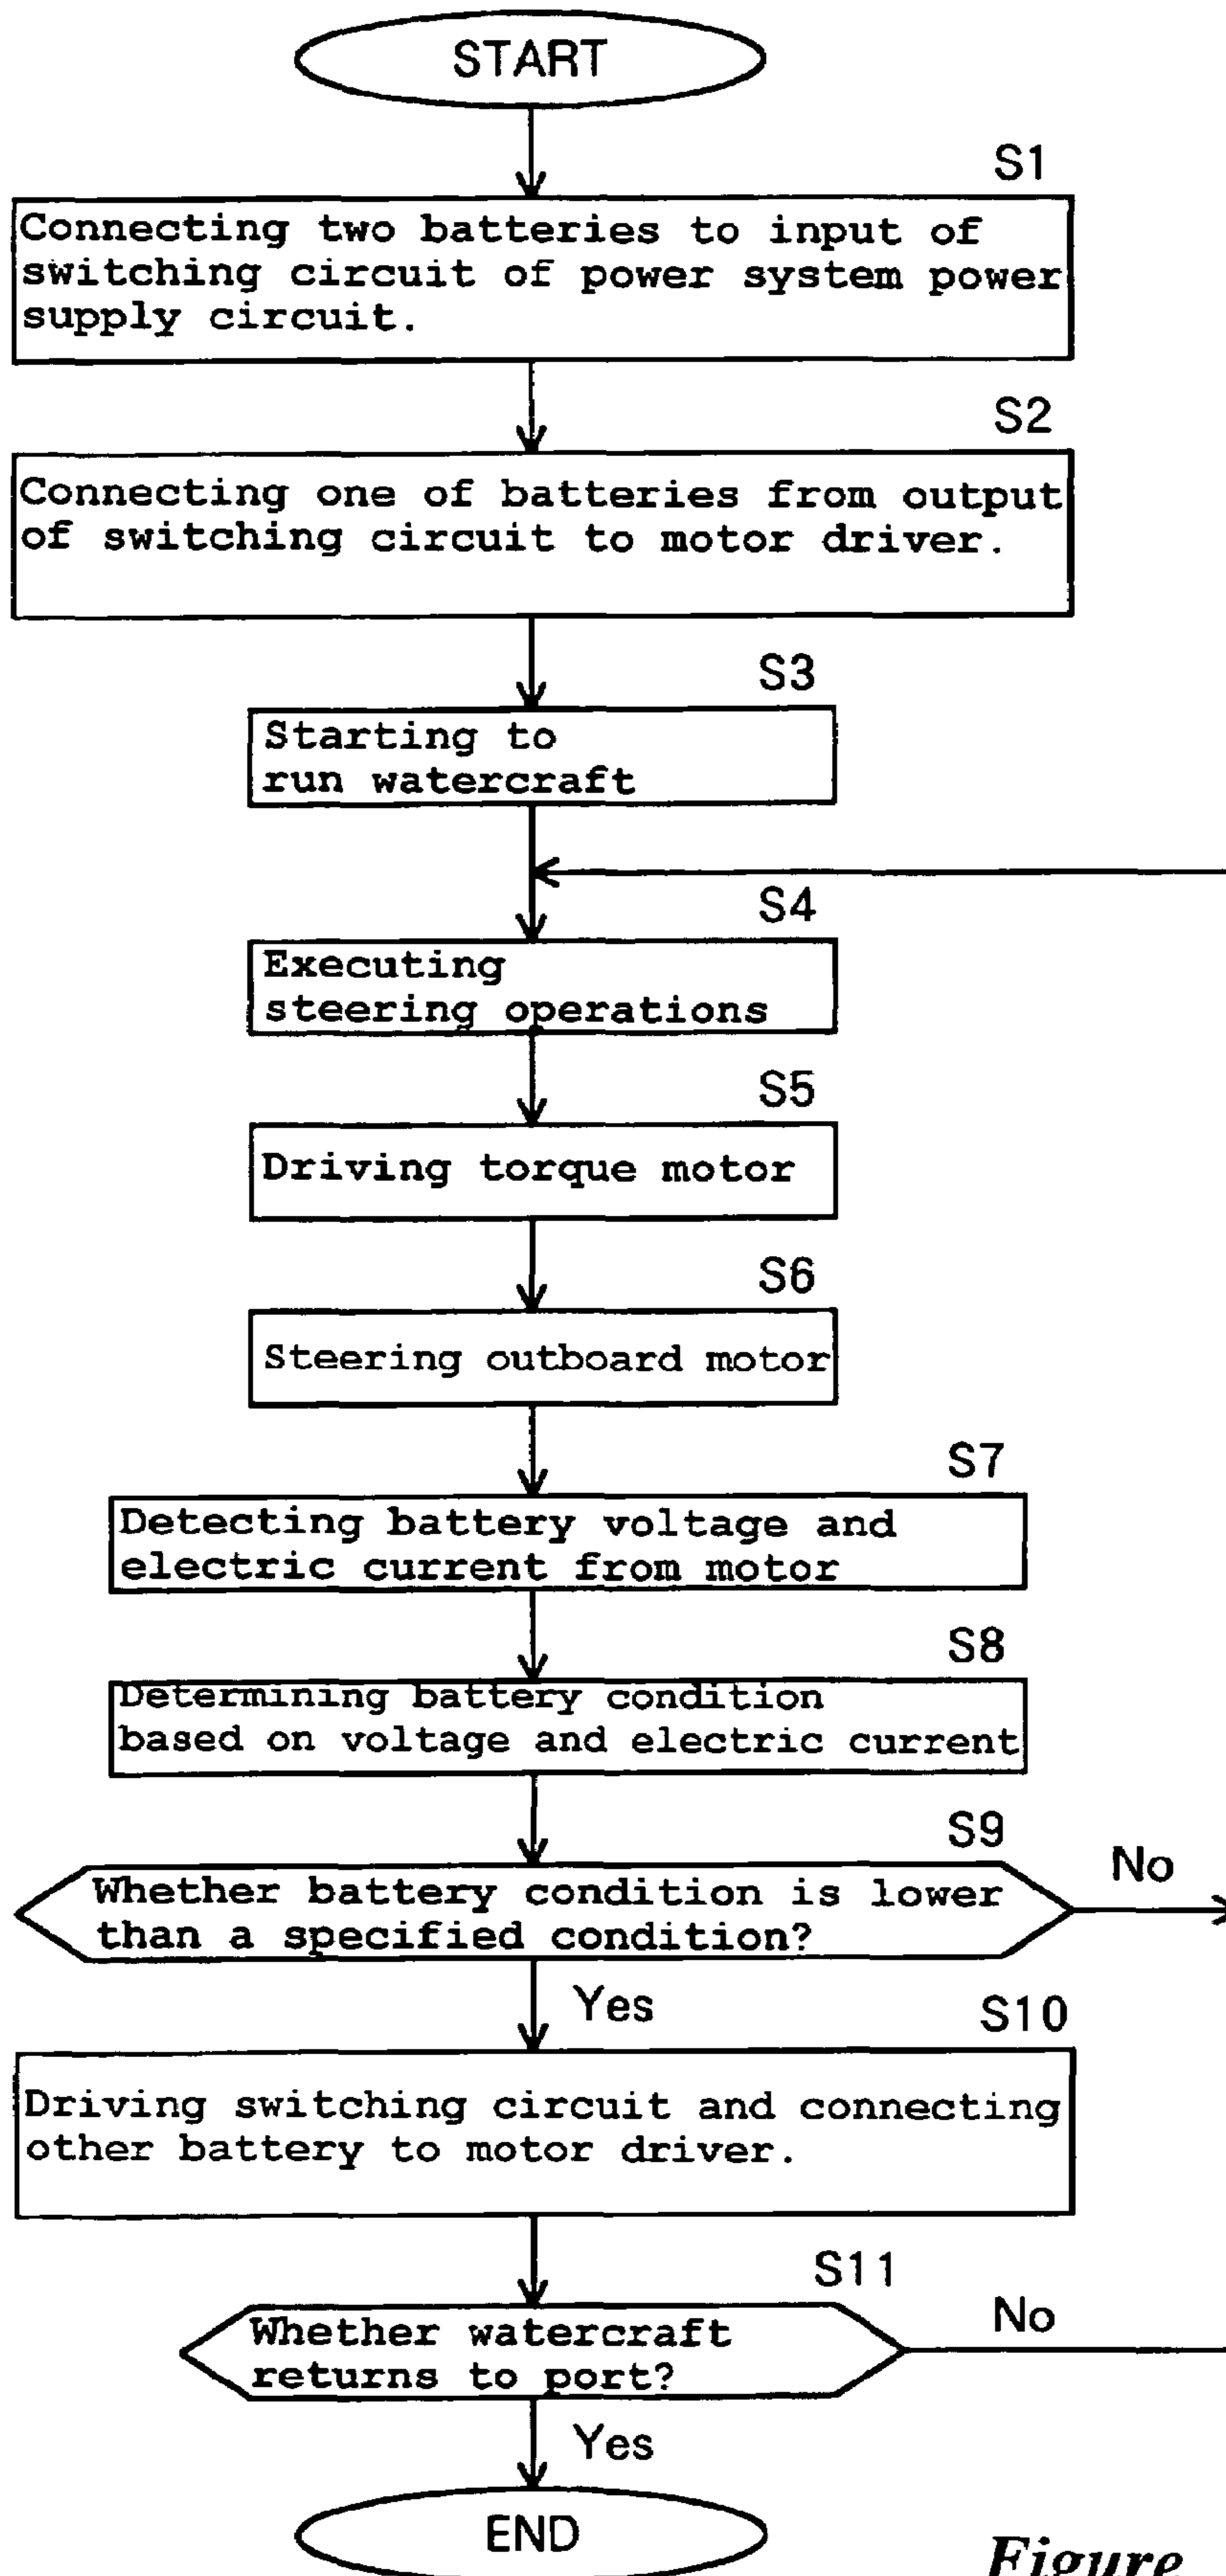 START
S1
Connecting two batteries to input of
switching circuit of power system power
supply circuit.
S2
Connecting one of batteries from output
of switching circuit to motor driver.
S3
Starting to
run watercraft
S4
Executing
steering operations
S5
Driving torque motor
S6
Steering outboard motor
S7
Detecting battery voltage and
electric current from motor
S8
Determining battery condition
based on voltage and electric current
S9
Whether battery condition is lower
than a specified condition?
No
Yes
S10
Driving switching circuit and connecting
other battery to motor driver.
S11
Whether watercraft
returns to port?
No
Yes
END
Figure